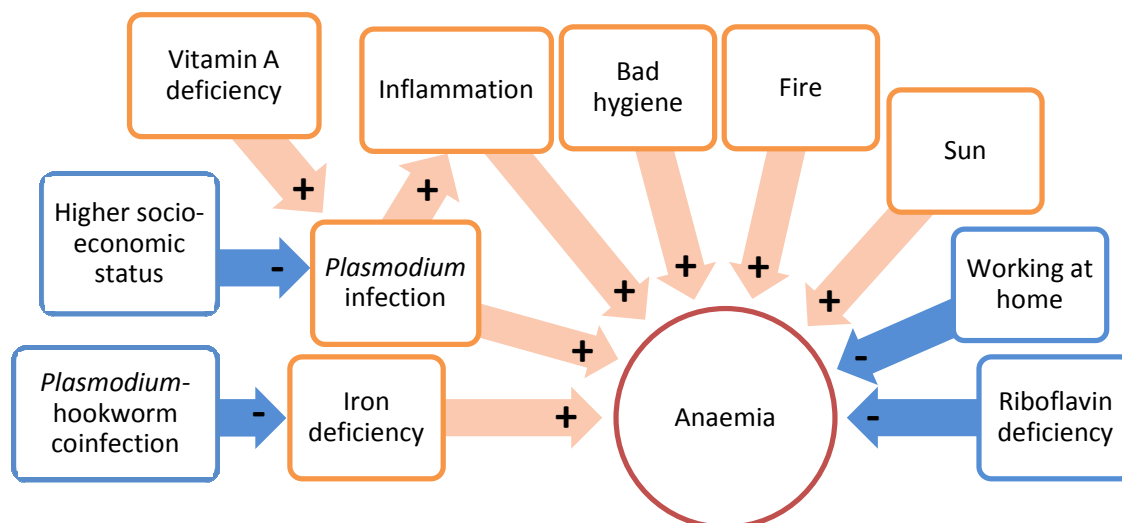 Vitamin A
deficiency
Inflammation
Bad
hygiene
Fire
Sun
+
+
Higher socio-
economic
status
-
Plasmodium
infection
Working at
home
+
+
+
+
+
-
Plasmodium-
hookworm
coinfection
-
Iron
deficiency
+
Anaemia
-
Riboflavin
deficiency